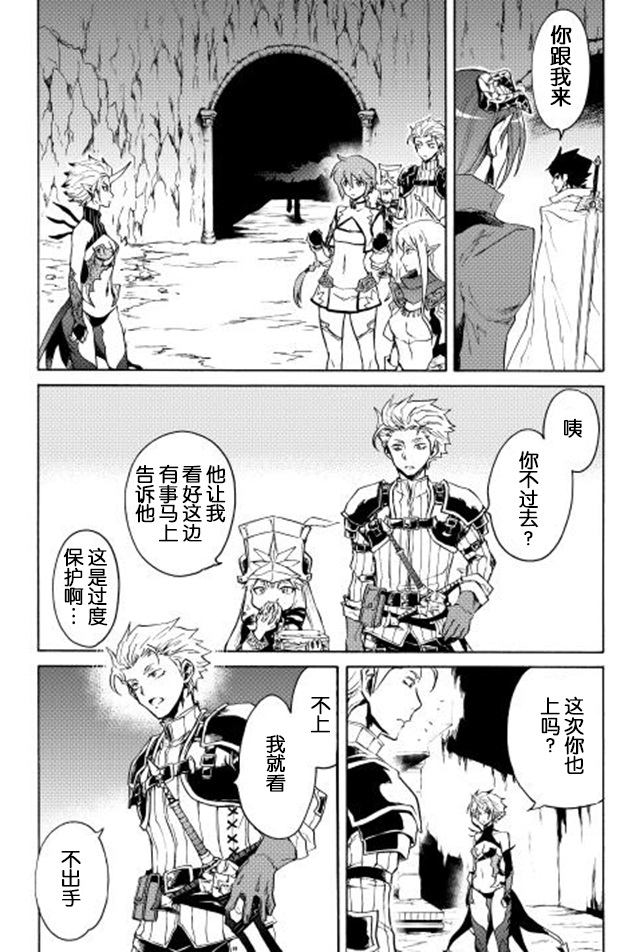 你跟我来
咦
你不过去？
他让我
看好这边
有事马上
告诉他
这是过度
保护啊…
这次你也
上吗？
不上
我就看
不出手